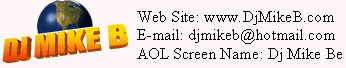 DJ MIKE B
Web Site: www.DjMikeB.com
E-mail: djmikeb@hotmail.com
AOL Screen Name: Dj Mike Be